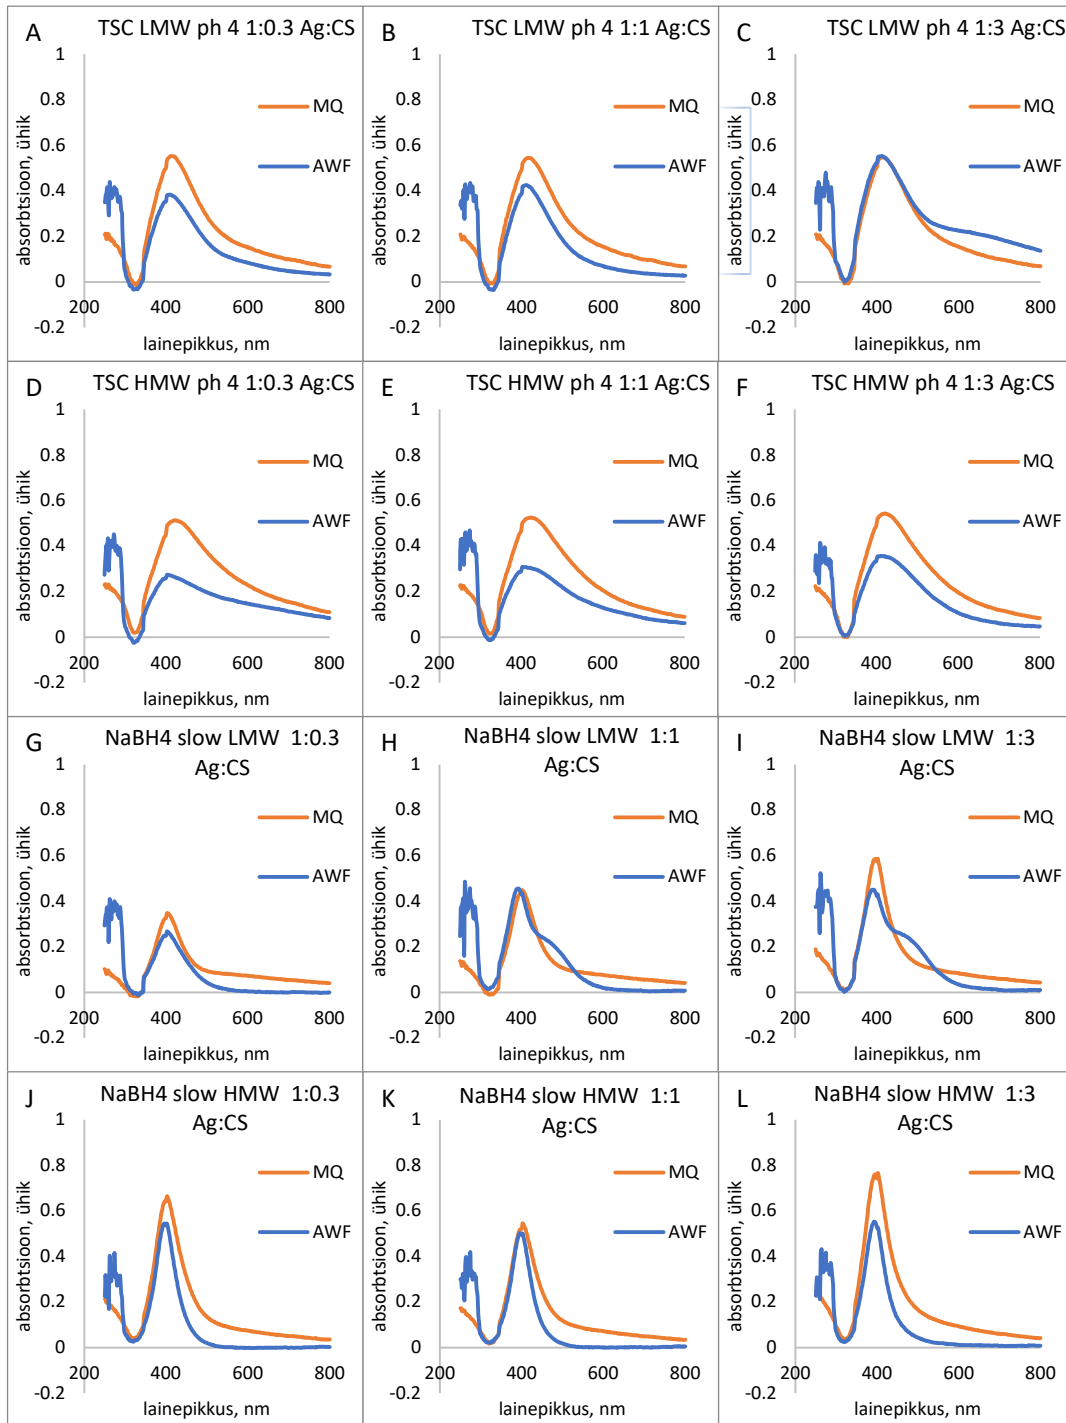 A
TSC LMW ph 4 1:0.3 Ag:CS
1
0.8
0.6
0.4
0.2
0
-0.2
200 400 600 800
absorbtsioon, ühik
lainepikkus, nm
MQ
AWF
B
TSC LMW ph 4 1:1 Ag:CS
1
0.8
0.6
0.4
0.2
0
-0.2
200 400 600 800
absorbtsioon, ühik
lainepikkus, nm
MQ
AWF
C
TSC LMW ph 4 1:3 Ag:CS
1
0.8
0.6
0.4
0.2
0
-0.2
200 400 600 800
absorbtsioon, ühik
lainepikkus, nm
MQ
AWF
D
TSC HMW ph 4 1:0.3 Ag:CS
1
0.8
0.6
0.4
0.2
0
-0.2
200 400 600 800
absorbtsioon, ühik
lainepikkus, nm
MQ
AWF
E
TSC HMW ph 4 1:1 Ag:CS
1
0.8
0.6
0.4
0.2
0
-0.2
200 400 600 800
absorbtsioon, ühik
lainepikkus, nm
MQ
AWF
F
TSC HMW ph 4 1:3 Ag:CS
1
0.8
0.6
0.4
0.2
0
-0.2
200 400 600 800
absorbtsioon, ühik
lainepikkus, nm
MQ
AWF
G
NaBH4 slow LMW 1:0.3
Ag:CS
1
0.8
0.6
0.4
0.2
0
-0.2
200 400 600 800
absorbtsioon, ühik
lainepikkus, nm
MQ
AWF
H
NaBH4 slow LMW 1:1
Ag:CS
1
0.8
0.6
0.4
0.2
0
-0.2
200 400 600 800
absorbtsioon, ühik
lainepikkus, nm
MQ
AWF
I
NaBH4 slow LMW 1:3
Ag:CS
1
0.8
0.6
0.4
0.2
0
-0.2
200 400 600 800
absorbtsioon, ühik
lainepikkus, nm
MQ
AWF
J
NaBH4 slow HMW 1:0.3
Ag:CS
1
0.8
0.6
0.4
0.2
0
-0.2
200 400 600 800
absorbtsioon, ühik
lainepikkus, nm
MQ
AWF
K
NaBH4 slow HMW 1:1
Ag:CS
1
0.8
0.6
0.4
0.2
0
-0.2
200 400 600 800
absorbtsioon, ühik
lainepikkus, nm
MQ
AWF
L
NaBH4 slow HMW 1:3
Ag:CS
1
0.8
0.6
0.4
0.2
0
-0.2
200 400 600 800
absorbtsioon, ühik
lainepikkus, nm
MQ
AWF